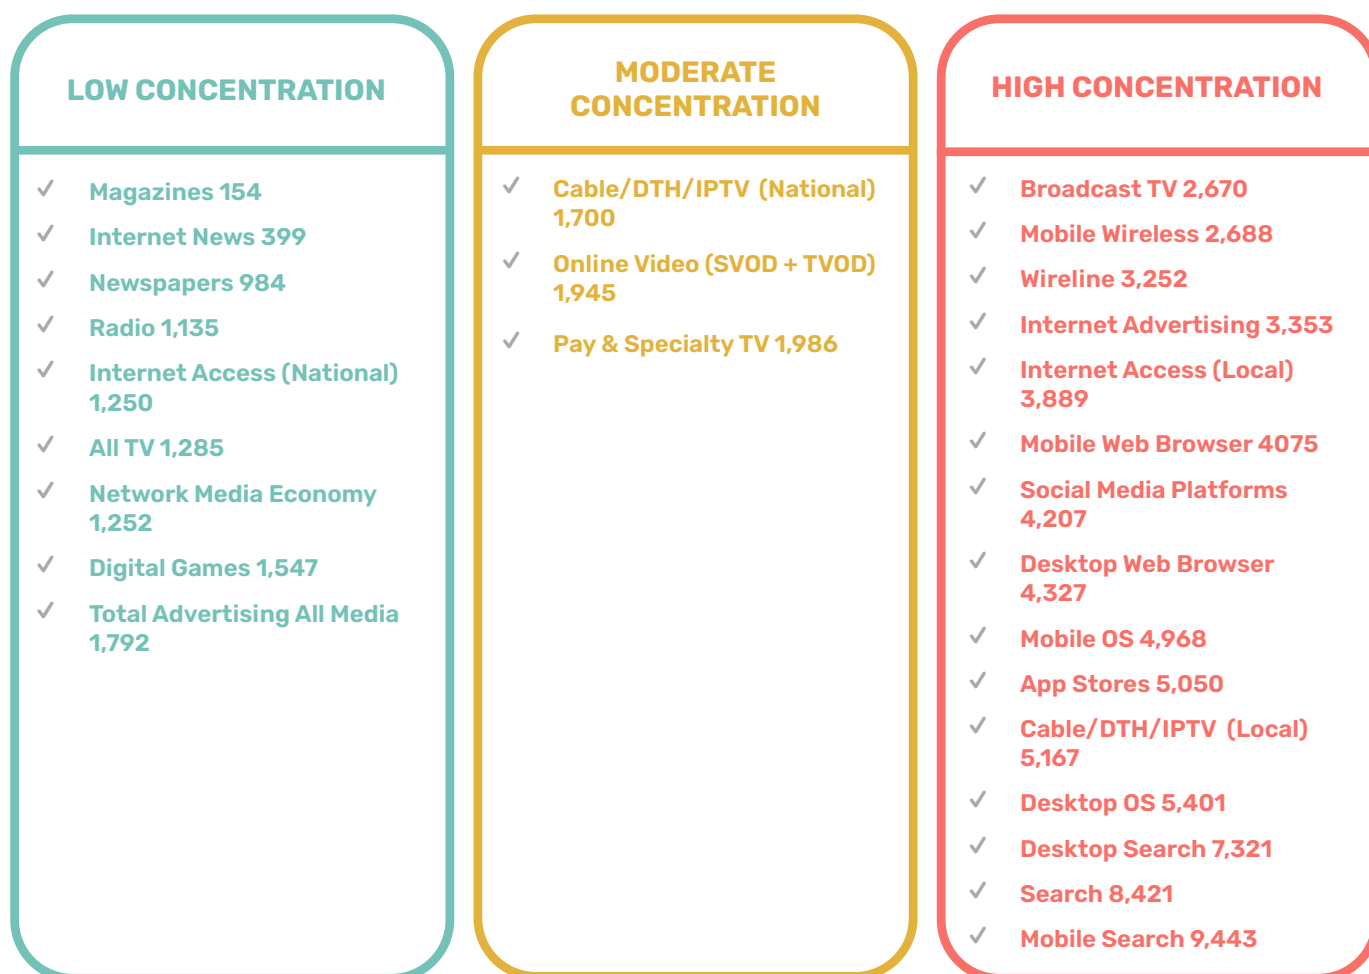 LOW CONCENTRATION
Magazines 154
Internet News 399
Newspapers 984
Radio 1,135
Internet Access (National)
1,250
All TV 1,285
Network Media Economy
1,252
Digital Games 1,547
Total Advertising All Media
1,792
MODERATE
CONCENTRATION
Cable/DTH/IPTV (National)
1,700
Online Video (SVOD + TVOD)
1,945
Pay & Specialty TV 1,986
HIGH CONCENTRATION
Broadcast TV 2,670
Mobile Wireless 2,688
Wireline 3,252
Internet Advertising 3,353
Internet Access (Local)
3,889
Mobile Web Browser 4075
Social Media Platforms
4,207
Desktop Web Browser
4,327
Mobile OS 4,968
App Stores 5,050
Cable/DTH/IPTV (Local)
5,167
Desktop OS 5,401
Desktop Search 7,321
Search 8,421
Mobile Search 9,443